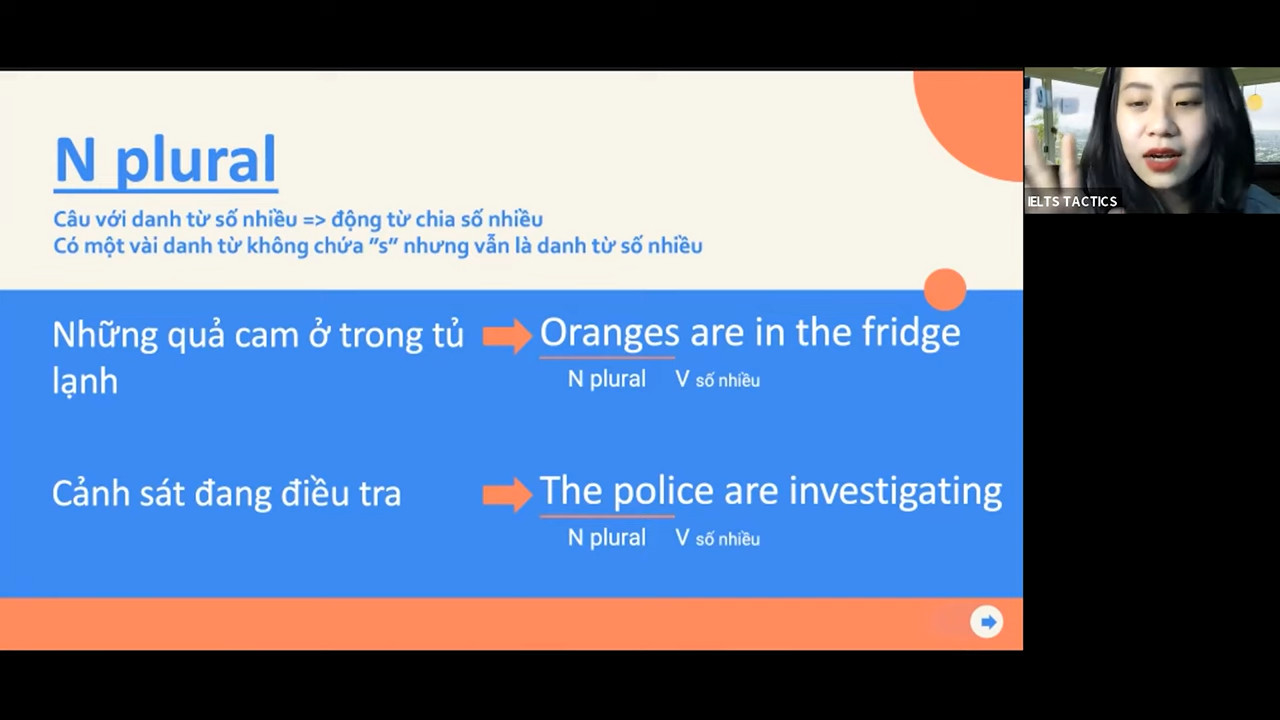 N plural
Câu với danh từ số nhiều => động từ chia số nhiều
Có một vài danh từ không chứa ”s” nhưng vẫn là danh từ số nhiều
Những quả cam ở trong tủ
lạnh
Oranges are in the fridge
N plural V số nhiều
Cảnh sát đang điều tra
The police are investigating
N plural V số nhiều
IELTS TACTICS